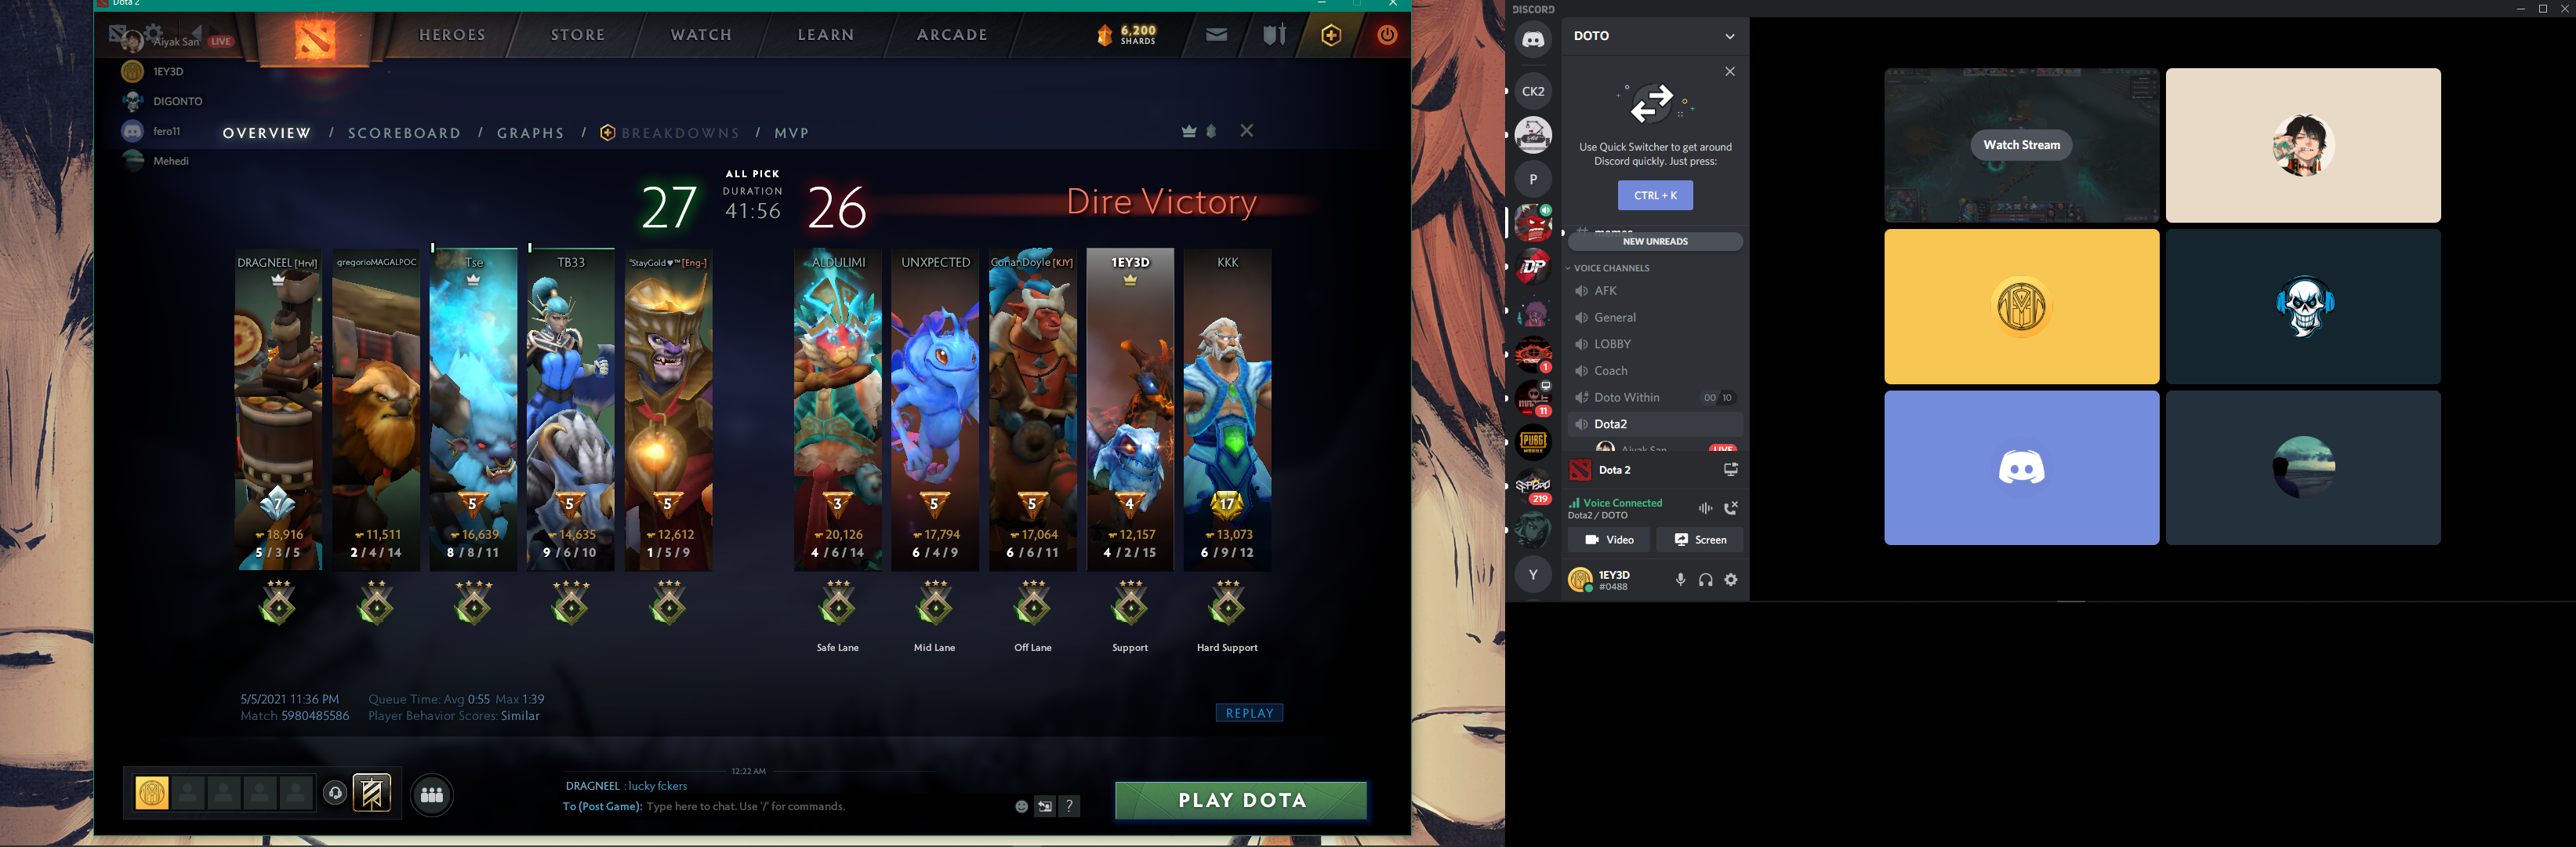 Dota 2
Aiyak San LIVE
1EY3D
DIGONTO
fero11
Mehedi
HEROES
STORE
WATCH
LEARN
ARCADE
6,200
SHARDS
OVERVIEW / SCOREBOARD / GRAPHS / BREAKDOWNS / MVP
27
ALL PICK
DURATION
41:56
26
Dire Victory
DRAGNEEL [Hrvl]
gregorioMAGALPOC
Tse
TB33
"StayGold♥™ [Eng-]
ALDULIMI
UNXPECTED
ConanDoyle [KJY]
1EY3D
KKK
7
5
5
5
3
5
5
4
17
18,916
11,511
16,639
14,635
12,612
20,126
17,794
17,064
12,157
13,073
5 / 3 / 5
2 / 4 / 14
8 / 8 / 11
9 / 6 / 10
1 / 5 / 9
4 / 6 / 14
6 / 4 / 9
6 / 6 / 11
4 / 2 / 15
6 / 9 / 12
Safe Lane
Mid Lane
Off Lane
Support
Hard Support
5/5/2021 11:36 PM
Queue Time: Avg 0:55 Max 1:39
Match 5980485586
Player Behavior Scores: Similar
REPLAY
12:22 AM
DRAGNEEL : lucky fckers
To (Post Game): Type here to chat. Use '/' for commands.
?
PLAY DOTA
DISCORD
DOTO
CK2
P
DP
1
11
PUBG
MOBILE
219
Y
Use Quick Switcher to get around
Discord quickly. Just press:
CTRL + K
memes
NEW UNREADS
VOICE CHANNELS
AFK
General
LOBBY
Coach
Doto Within
00 10
Dota2
Aiyak San LIVE
Dota 2
Voice Connected
Dota2 / DOTO
Video
Screen
1EY3D
#0488
Watch Stream